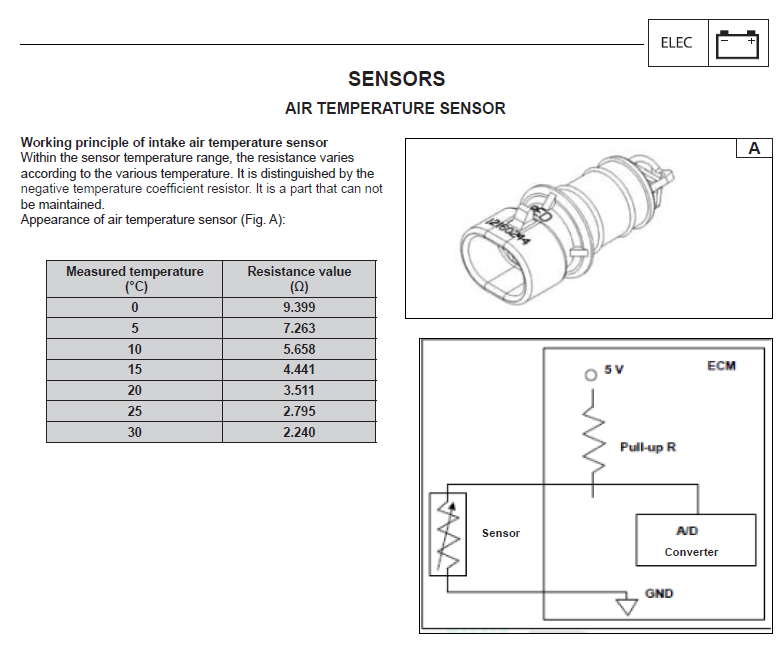 ELEC
- +
SENSORS
AIR TEMPERATURE SENSOR
Working principle of intake air temperature sensor
Within the sensor temperature range, the resistance varies
according to the various temperature. It is distinguished by the
negative temperature coefficient resistor. It is a part that can not
be maintained.
Appearance of air temperature sensor (Fig. A):
Measured temperature (°C) Resistance value (Ω)
0 9.399
5 7.263
10 5.658
15 4.441
20 3.511
25 2.795
30 2.240
A
RED
12160244
5 V
ECM
Pull-up R
Sensor
A/D
Converter
GND